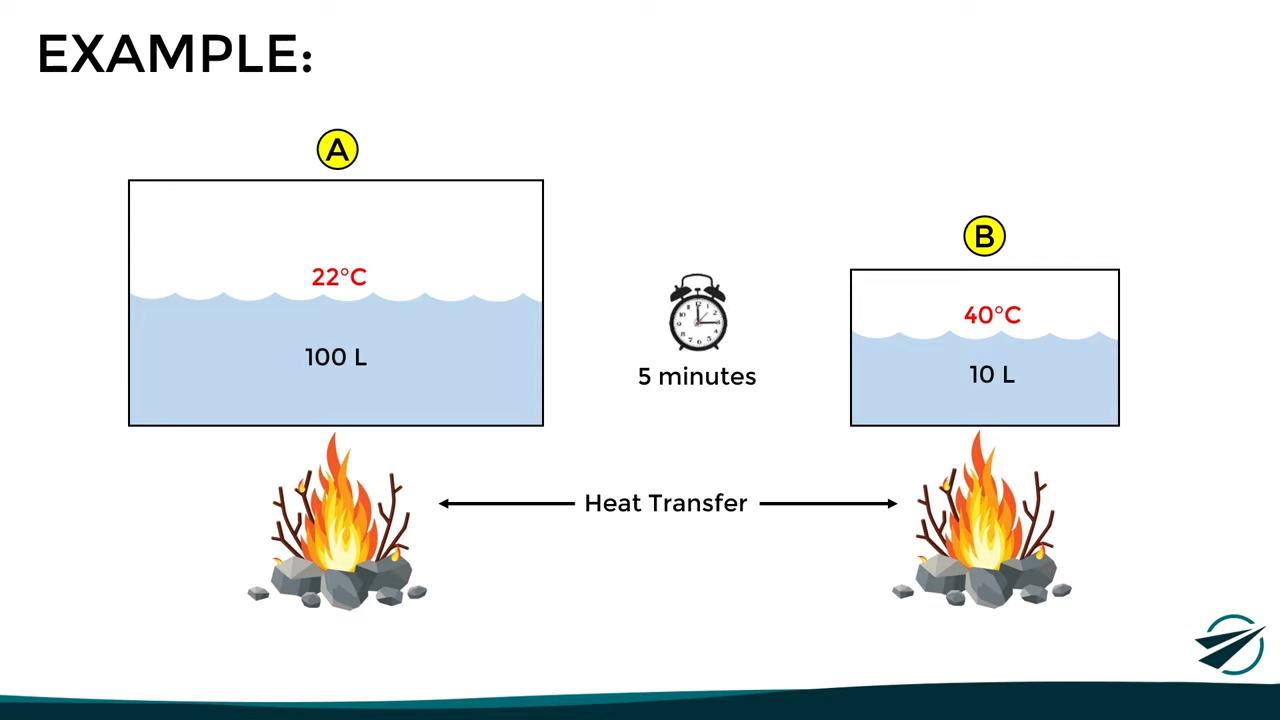 EXAMPLE:
A
22°C
100 L
5 minutes
B
40°C
10 L
Heat Transfer